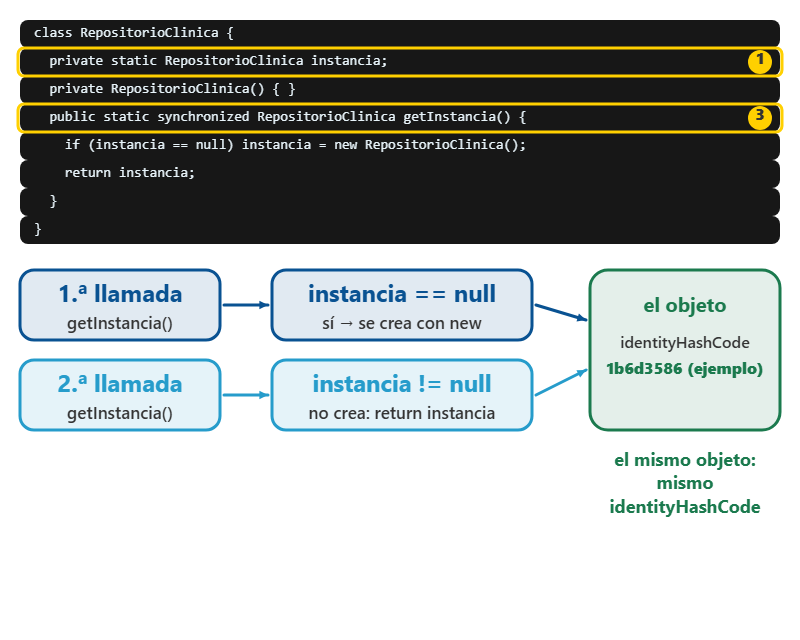 class RepositorioClinica {
private static RepositorioClinica instancia;
1
private RepositorioClinica() { }
public static synchronized RepositorioClinica getInstancia() {
3
if (instancia == null) instancia = new RepositorioClinica();
return instancia;
}
}
1.ª llamada
getInstancia()
instancia == null
sí → se crea con new
2.ª llamada
getInstancia()
instancia != null
no crea: return instancia
el objeto
identityHashCode
1b6d3586 (ejemplo)
el mismo objeto:
mismo
identityHashCode